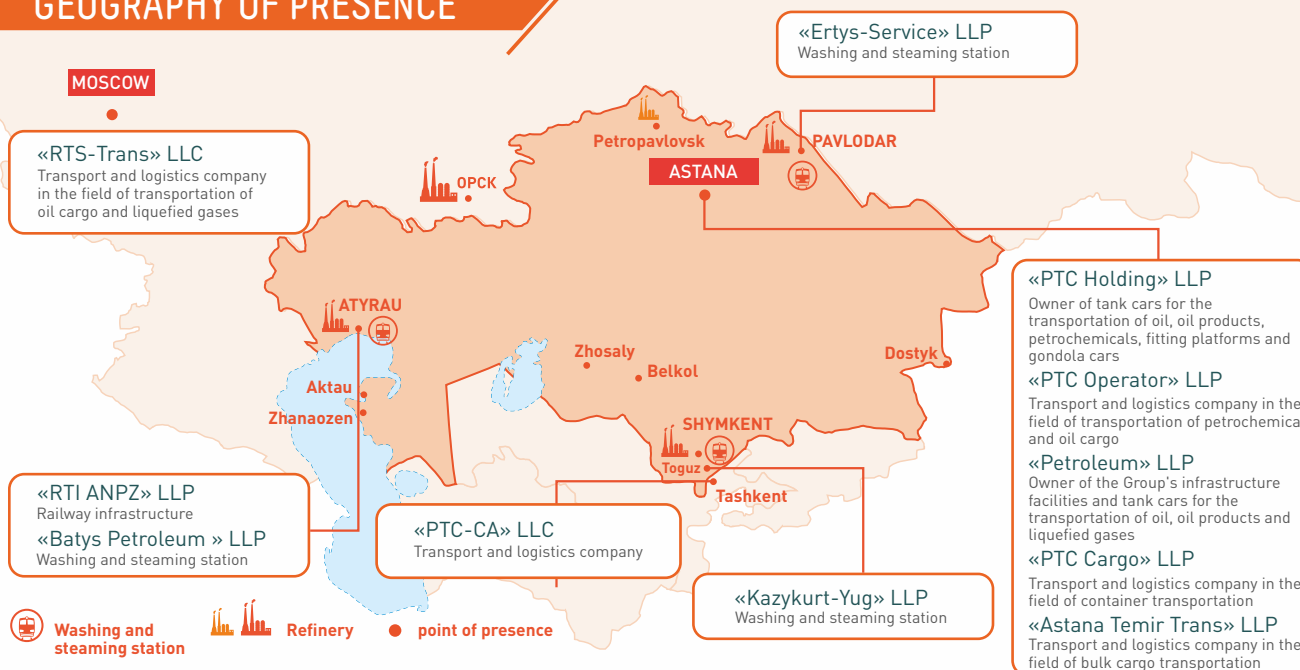 GEOGRAPHY OF PRESENCE
«Ertys-Service» LLP
Washing and steaming station
MOSCOW
«RTS-Trans» LLC
Transport and logistics company
in the field of transportation of
oil cargo and liquefied gases
Petropavlovsk
PAVLODAR
ASTANA
ОРСК
ATYRAU
Zhosaly
Belkol
Dostyk
Aktau
Zhanaozen
SHYMKENT
Toguz
Tashkent
«PTC Holding» LLP
Owner of tank cars for the
transportation of oil, oil products,
petrochemicals, fitting platforms and
gondola cars
«PTC Operator» LLP
Transport and logistics company in the
field of transportation of petrochemica
and oil cargo
«Petroleum» LLP
Owner of the Group's infrastructure
facilities and tank cars for the
transportation of oil, oil products and
liquefied gases
«PTC Cargo» LLP
Transport and logistics company in the
field of container transportation
«Astana Temir Trans» LLP
Transport and logistics company in the
field of bulk cargo transportation
«RTI ANPZ» LLP
Railway infrastructure
«Batys Petroleum » LLP
Washing and steaming station
«PTC-CA» LLC
Transport and logistics company
«Kazykurt-Yug» LLP
Washing and steaming station
Washing and
steaming station
Refinery
point of presence